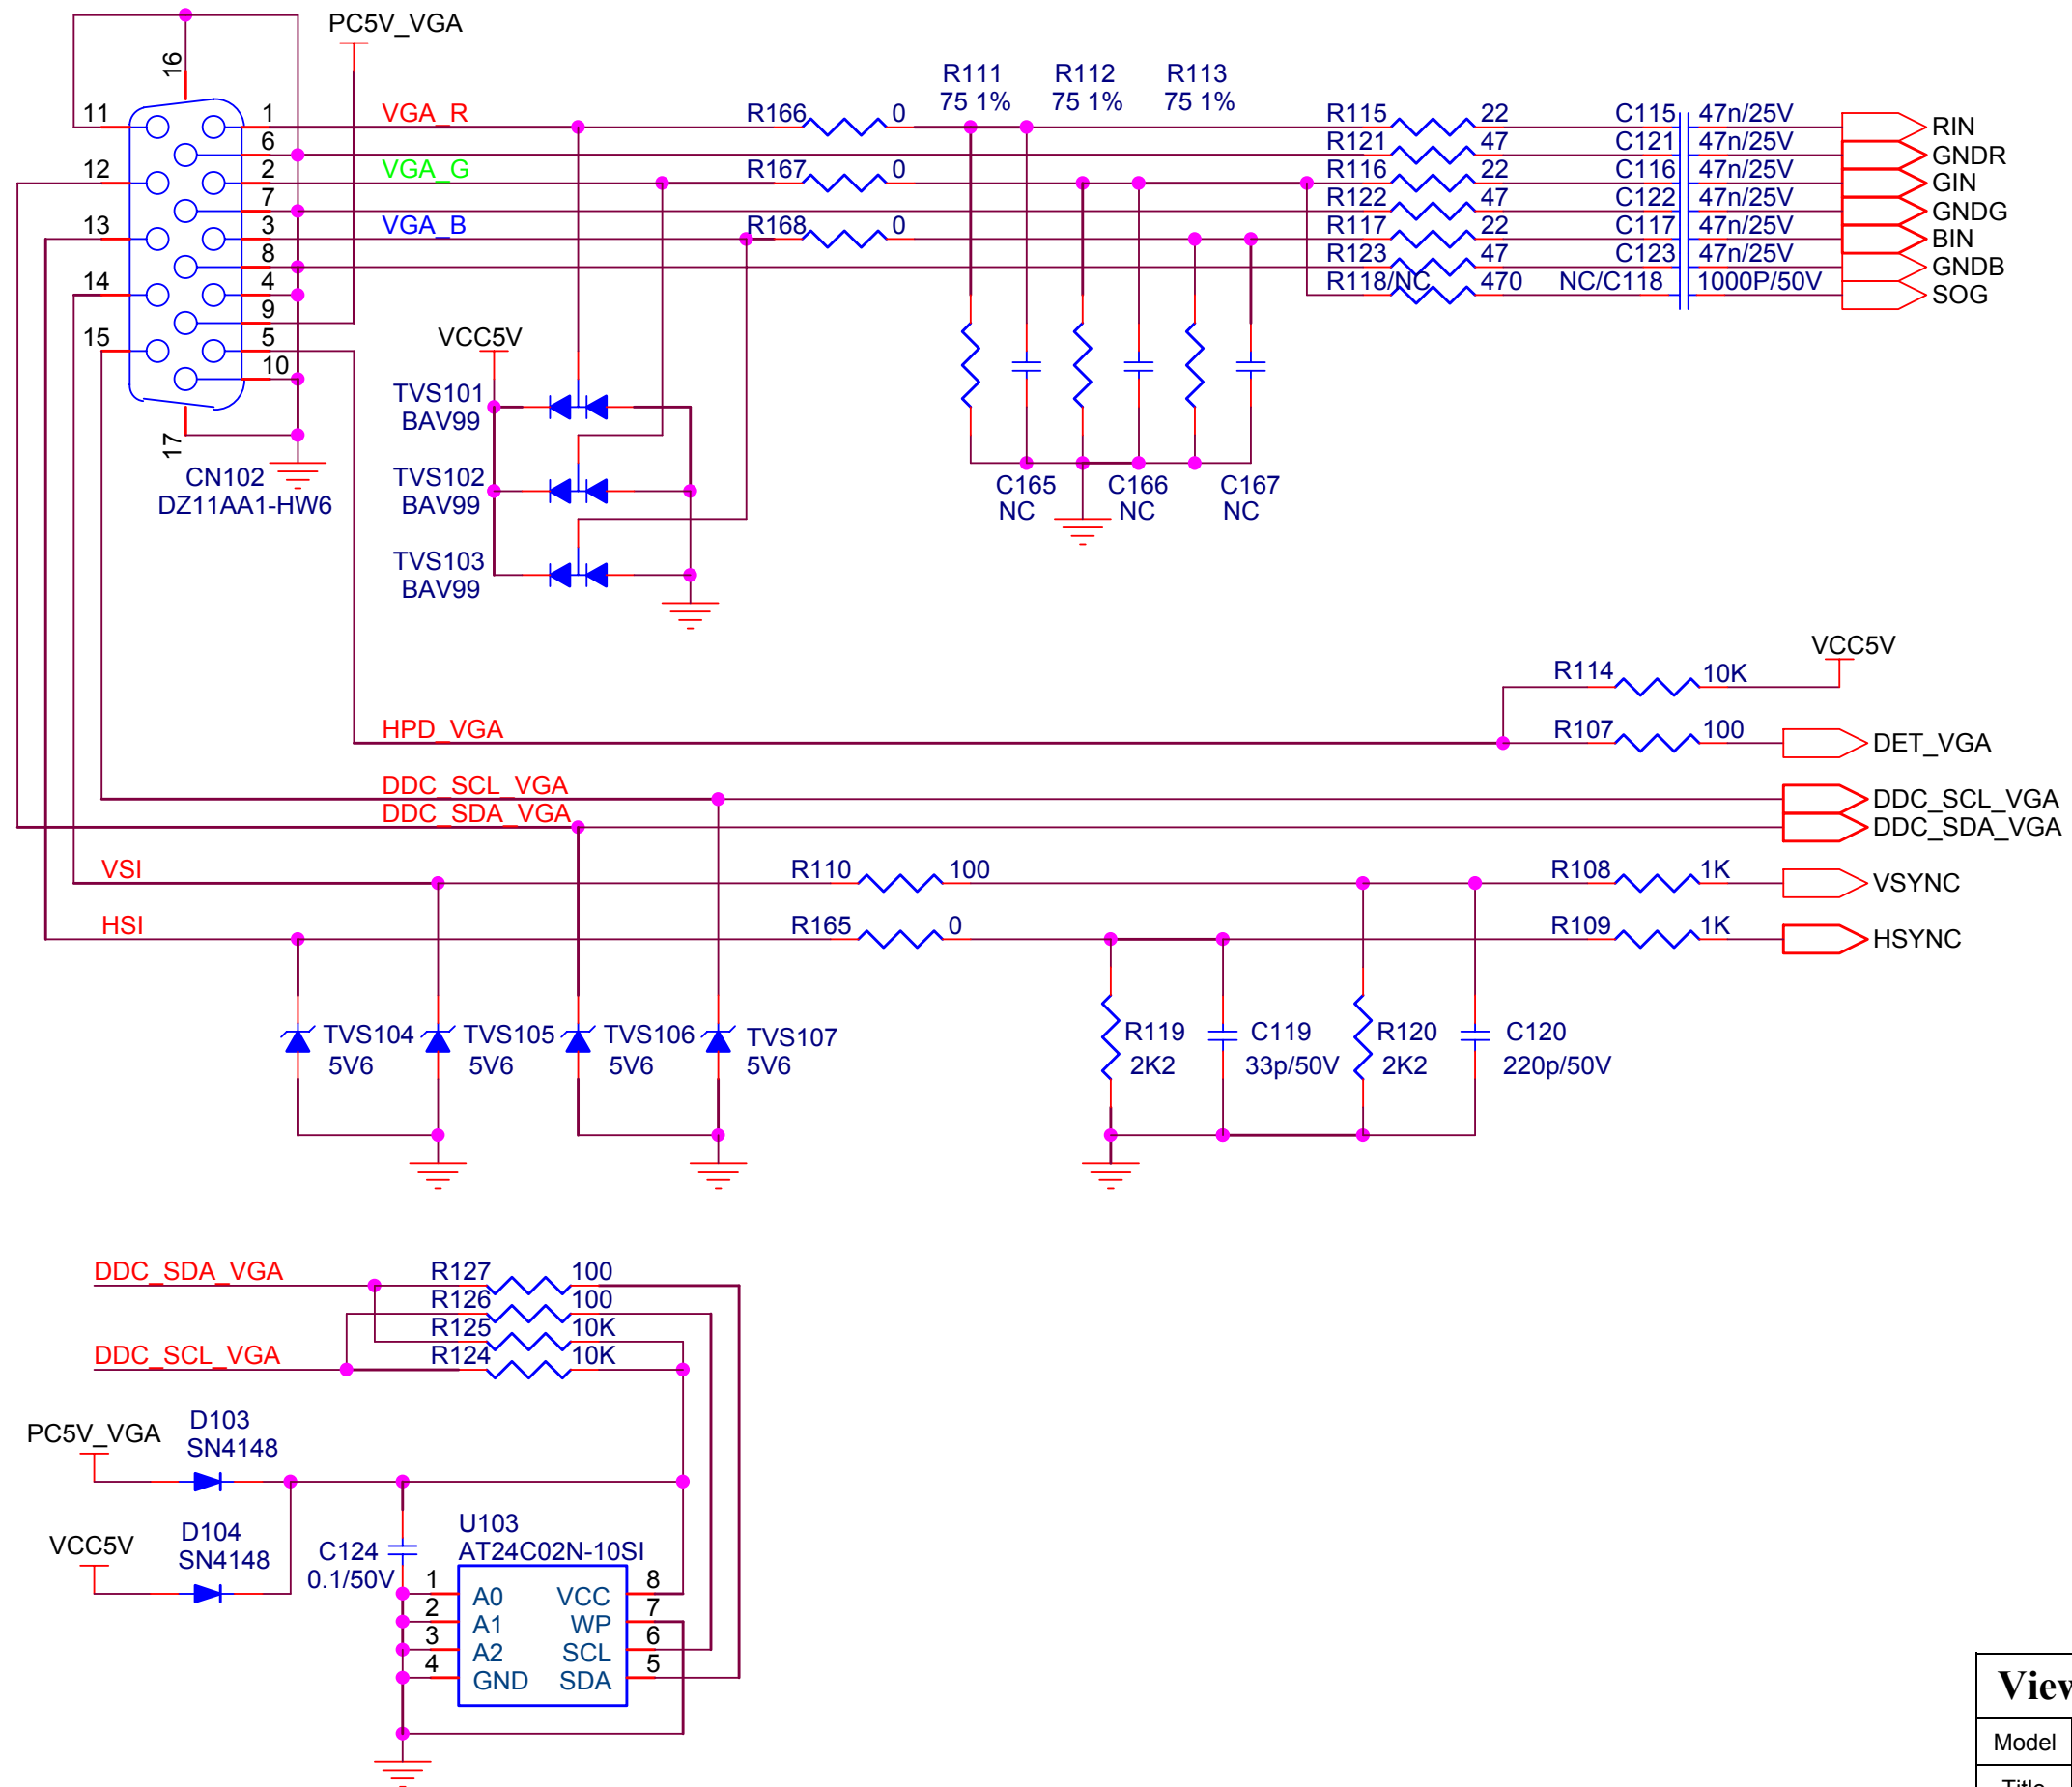 PC5V_VGA
16
11
1
VGA_R
R166
0
R111
75 1%
R112
75 1%
R113
75 1%
R115
22
C115
47n/25V
RIN
6
R121
47
C121
47n/25V
GNDR
12
2
VGA_G
R167
0
R116
22
C116
47n/25V
GIN
7
R122
47
C122
47n/25V
GNDG
13
3
VGA_B
R168
0
R117
22
C117
47n/25V
BIN
8
R123
47
C123
47n/25V
GNDB
14
4
R118/NC
470
NC/C118
1000P/50V
SOG
9
15
5
10
17
CN102
DZ11AA1-HW6
VCC5V
TVS101
BAV99
TVS102
BAV99
TVS103
BAV99
C165
NC
C166
NC
C167
NC
VCC5V
R114
10K
HPD_VGA
R107
100
DET_VGA
DDC_SCL_VGA
DDC_SCL_VGA
DDC_SDA_VGA
DDC_SDA_VGA
VSI
R110
100
R108
1K
VSYNC
HSI
R165
0
R109
1K
HSYNC
TVS104
5V6
TVS105
5V6
TVS106
5V6
TVS107
5V6
R119
2K2
C119
33p/50V
R120
2K2
C120
220p/50V
DDC_SDA_VGA
R127
100
R126
100
R125
10K
DDC_SCL_VGA
R124
10K
PC5V_VGA
D103
SN4148
VCC5V
D104
SN4148
C124
0.1/50V
U103
AT24C02N-10SI
1
A0
VCC
8
2
A1
WP
7
3
A2
SCL
6
4
GND
SDA
5
View
Model
Title